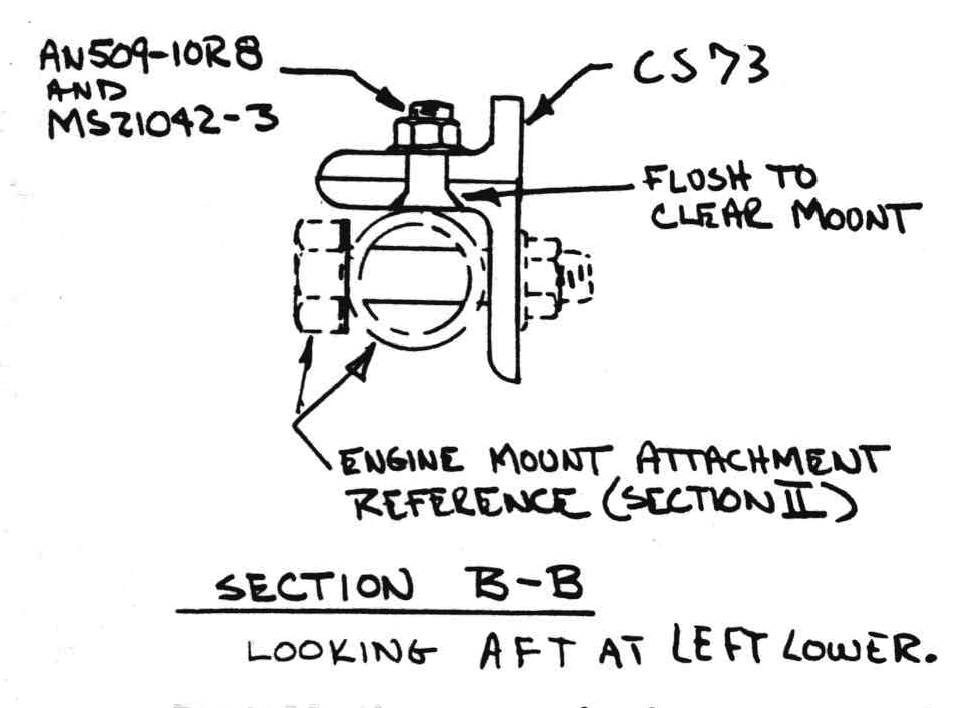 AN509-10R8
AND
MS21042-3
CS73
FLUSH TO
CLEAR MOUNT
ENGINE MOUNT ATTACHMENT
REFERENCE (SECTION II)
SECTION B-B
LOOKING AFT AT LEFT LOWER.